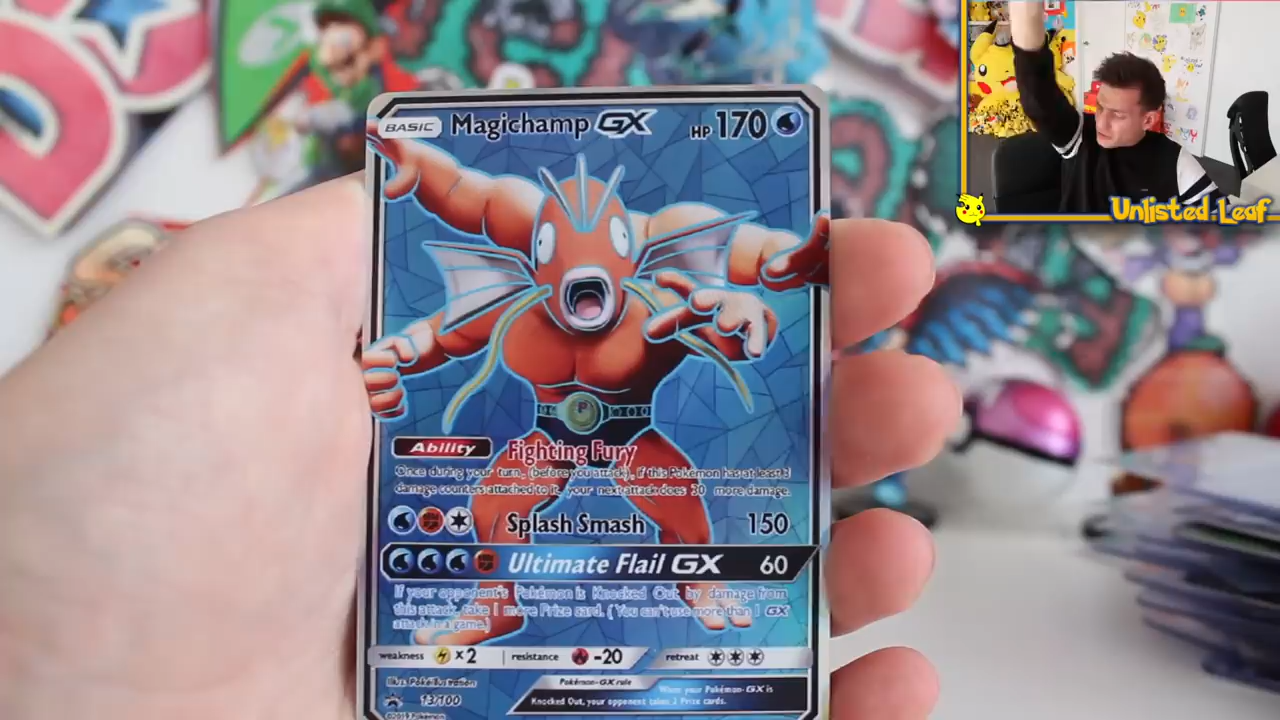 BASIC Magichamp GX HP 170
Unlisted Leaf
Ability Fighting Fury
Once during your turn, (before you attack), if this Pokémon has at least 3
damage counters attached to it, your next attack does 30 more damage.
Splash Smash 150
Ultimate Flail GX 60
If your opponent's Pokémon is Knocked Out by damage from
this attack, take 1 more Prize card. (You can't use more than 1 GX
attack in a game.)
weakness ×2 resistance -20 retreat
Illus. Pokéillustration
Pokémon-GX rule
When your Pokémon-GX is
Knocked Out, your opponent takes 2 Prize cards.
13/100
©2019 Pokémon